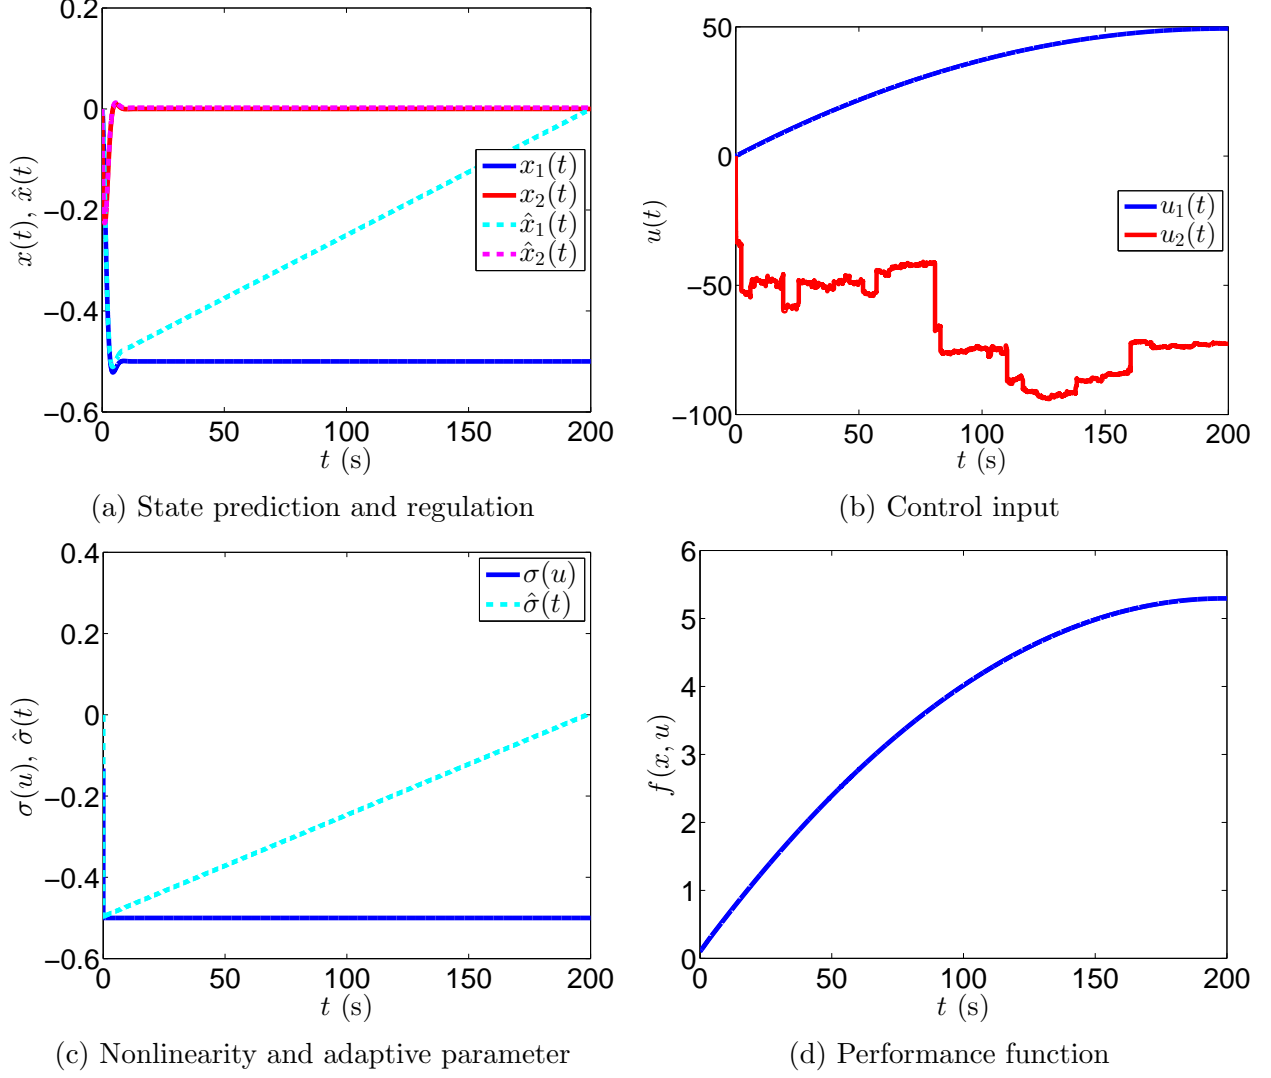 0.2
0
−0.2
−0.4
−0.6
0
50
100
150
200
x(t), x̂(t
t (s)
x₁(t)
x₂(t)
x̂₁(t)
x̂₂(t)
(a) State prediction and regulation
50
0
−50
−100
0
50
100
150
200
u(t)
t (s)
u₁(t)
u₂(t)
(b) Control input
0.4
0.2
0
−0.2
−0.4
−0.6
0
50
100
150
200
σ(u), σ̂(t)
t (s)
σ(u)
σ̂(t)
(c) Nonlinearity and adaptive parameter
6
5
4
3
2
1
0
0
50
100
150
200
f(x, u)
t (s)
(d) Performance function